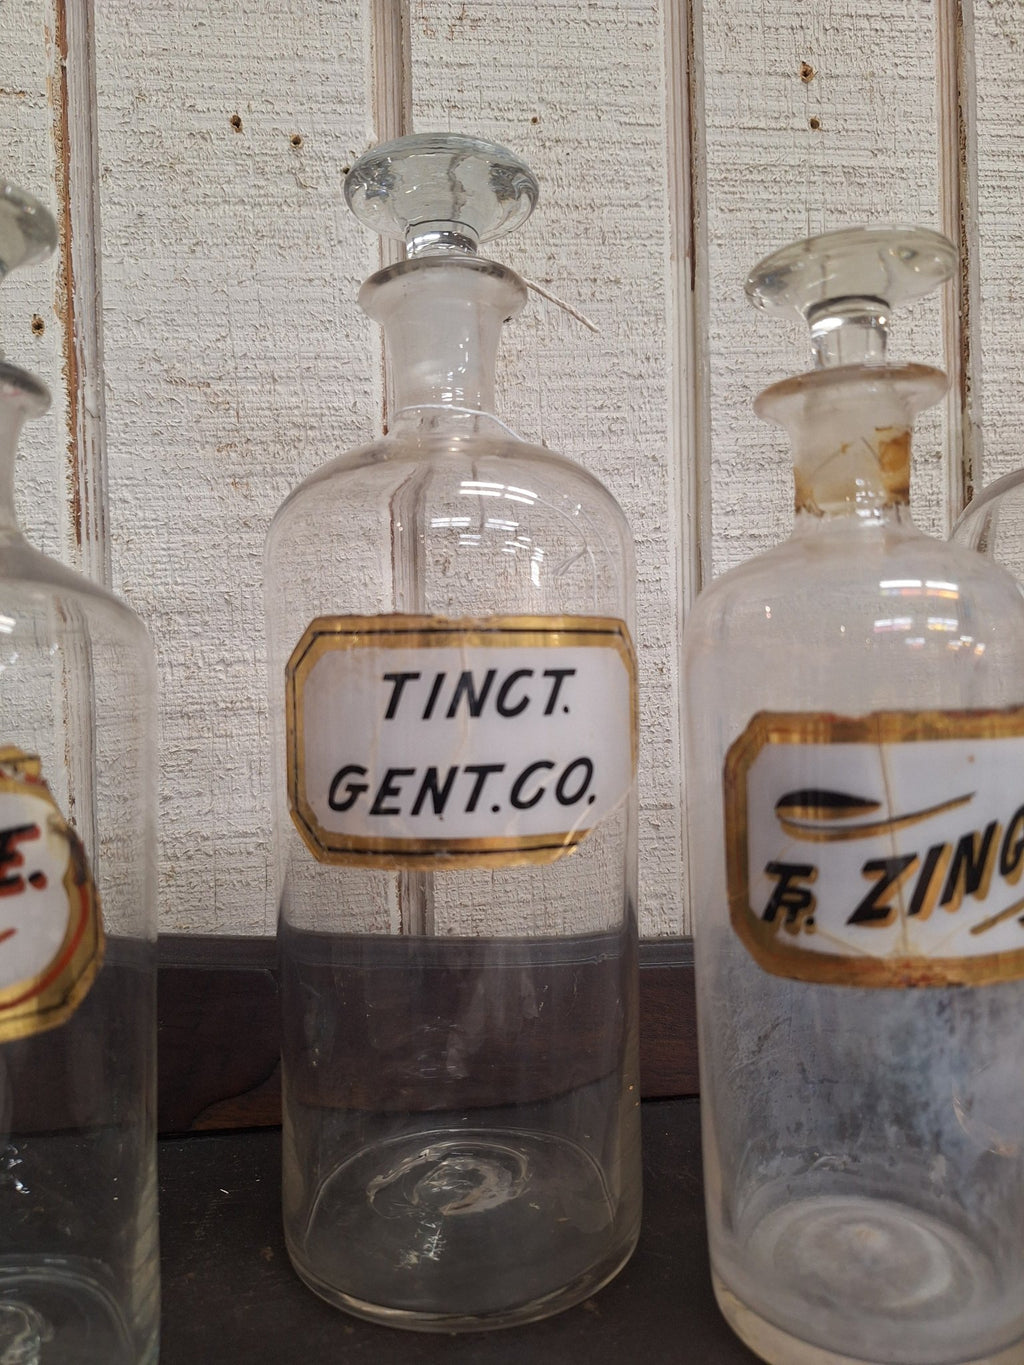 E.
TINCT.
GENT.CO.
TR. ZING